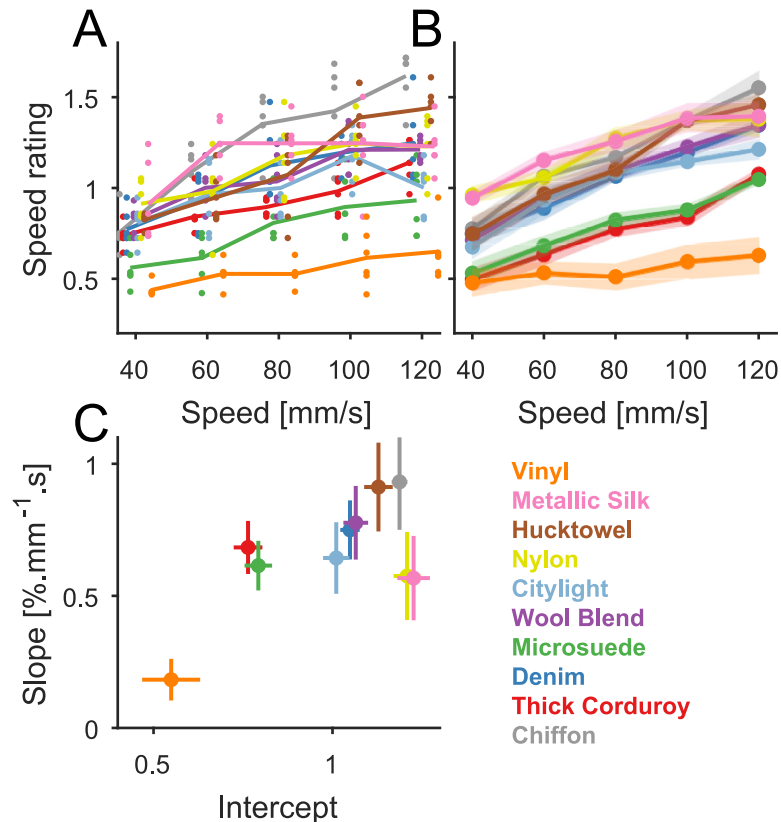 A
B
Speed rating
1.5
1
0.5
40 60 80 100 120
40 60 80 100 120
Speed [mm/s]
Speed [mm/s]
C
Slope [%.mm⁻¹.s]
1
0.5
0
0.5 1
Intercept
Vinyl
Metallic Silk
Hucktowel
Nylon
Citylight
Wool Blend
Microsuede
Denim
Thick Corduroy
Chiffon